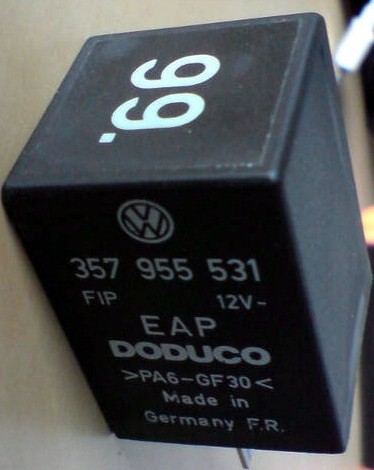 99.
357 955 531
FIP 12V-
EAP
DODUCO
>PA6-GF30<
Made in
Germany F.R.